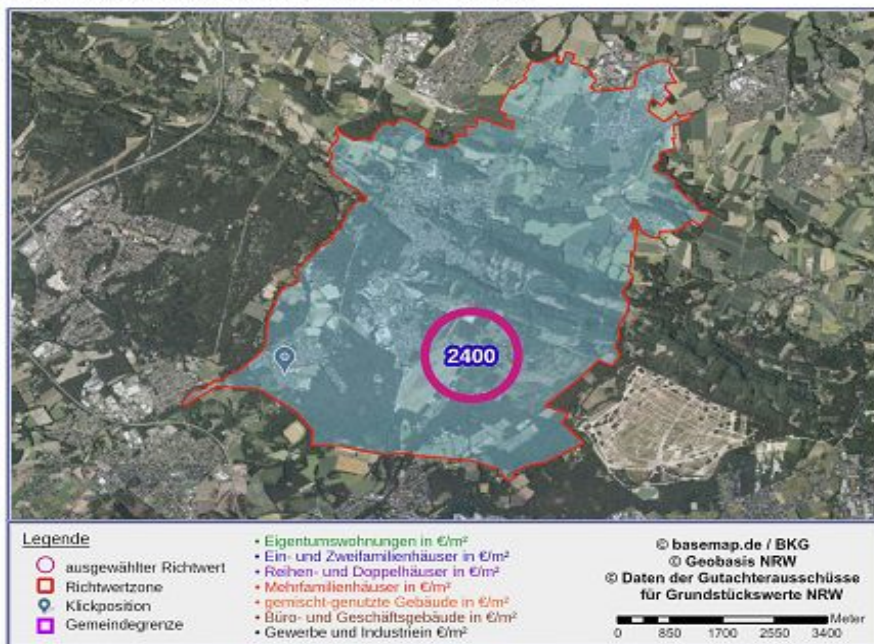 2400
Legende
ausgewählter Richtwert
Richtwertzone
Klickposition
Gemeindegrenze
• Eigentumswohnungen in €/m²
• Ein- und Zweifamilienhäuser in €/m²
• Reihen- und Doppelhäuser in €/m²
• Mehrfamilienhäuser in €/m²
• gemischt-genutzte Gebäude in €/m²
• Büro- und Geschäftsgebäude in €/m²
• Gewerbe und Industriein €/m²
© basemap.de / BKG
© Geobasis NRW
© Daten der Gutachterausschüsse
für Grundstückswerte NRW
Meter
0 850 1700 2550 3400